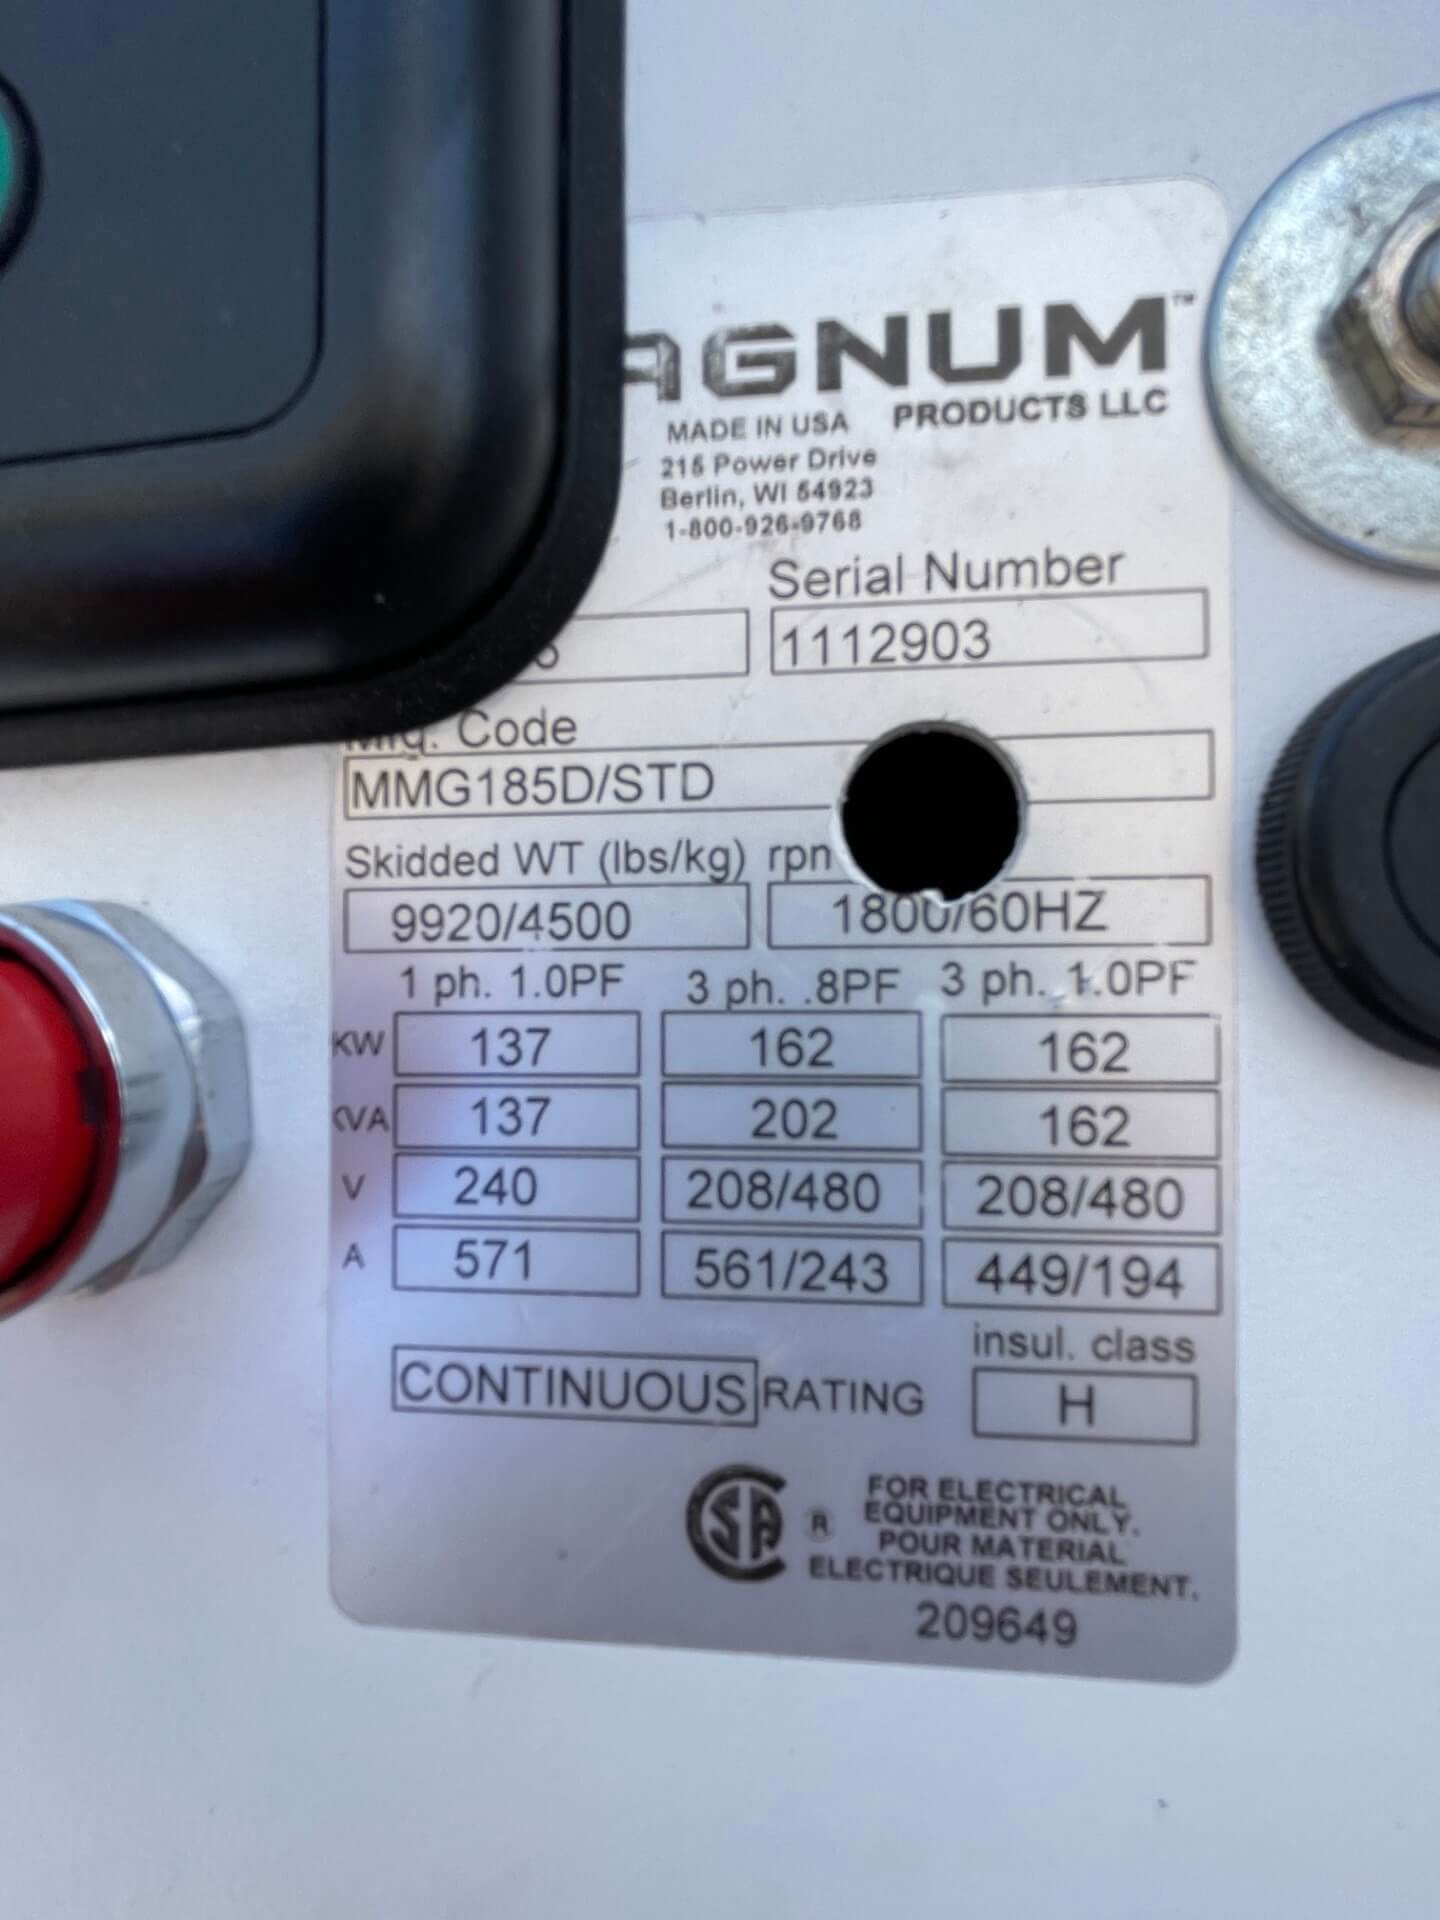 AGNUM™
PRODUCTS LLC
MADE IN USA
215 Power Drive
Berlin, WI 54923
1-800-926-9768
Serial Number
1112903
Mfg. Code
MMG185D/STD
Skidded WT (lbs/kg) rpm
9920/4500 1800/60HZ
1 ph. 1.0PF 3 ph. .8PF 3 ph. 1.0PF
KW 137 162 162
KVA 137 202 162
V 240 208/480 208/480
A 571 561/243 449/194
insul. class
CONTINUOUS RATING H
CSA ® FOR ELECTRICAL
EQUIPMENT ONLY.
POUR MATERIAL
ELECTRIQUE SEULEMENT.
209649